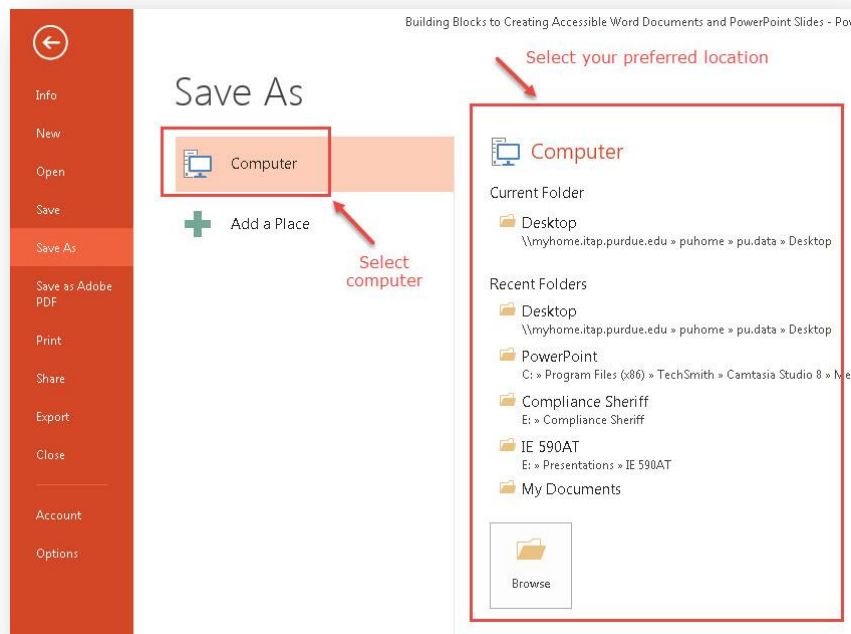 Building Blocks to Creating Accessible Word Documents and PowerPoint Slides - Po
Info
New
Open
Save
Save As
Save as Adobe
PDF
Print
Share
Export
Close
Account
Options
Save As
Computer
Add a Place
Select
computer
Select your preferred location
Computer
Current Folder
Desktop
\\myhome.itap.purdue.edu » puhome » pu.data » Desktop
Recent Folders
Desktop
\\myhome.itap.purdue.edu » puhome » pu.data » Desktop
PowerPoint
C: » Program Files (x86) » TechSmith » Camtasia Studio 8 » Me
Compliance Sheriff
E: » Compliance Sheriff
IE 590AT
E: » Presentations » IE 590AT
My Documents
Browse